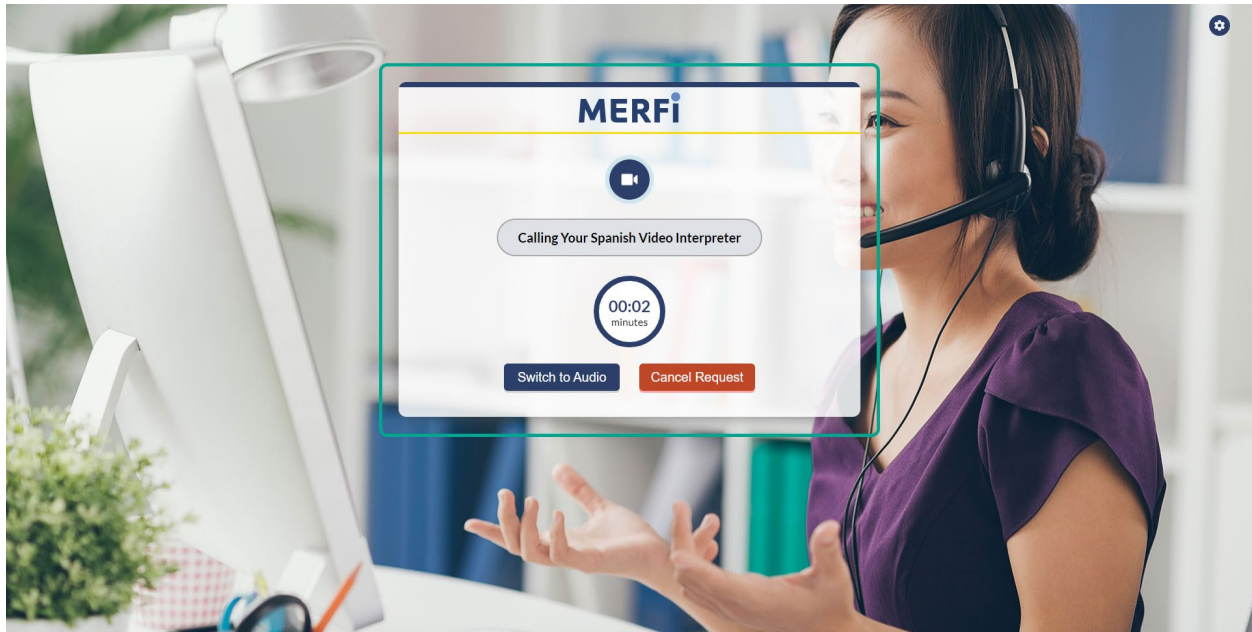 MERFi
Calling Your Spanish Video Interpreter
00:02
minutes
Switch to Audio
Cancel Request